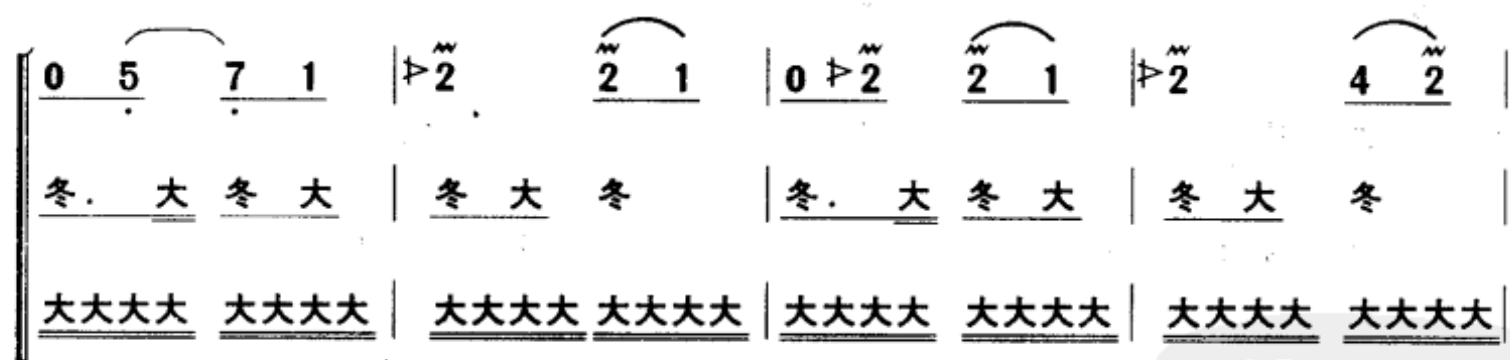 0 5 7 1 | 2 2 1 | 0 2 2 1 | 2 4 2 |
冬. 大 冬 大 | 冬 大 冬 | 冬. 大 冬 大 | 冬 大 冬 |
大大大大 大大大大 | 大大大大 大大大大 | 大大大大 大大大大 | 大大大大 大大大大 |